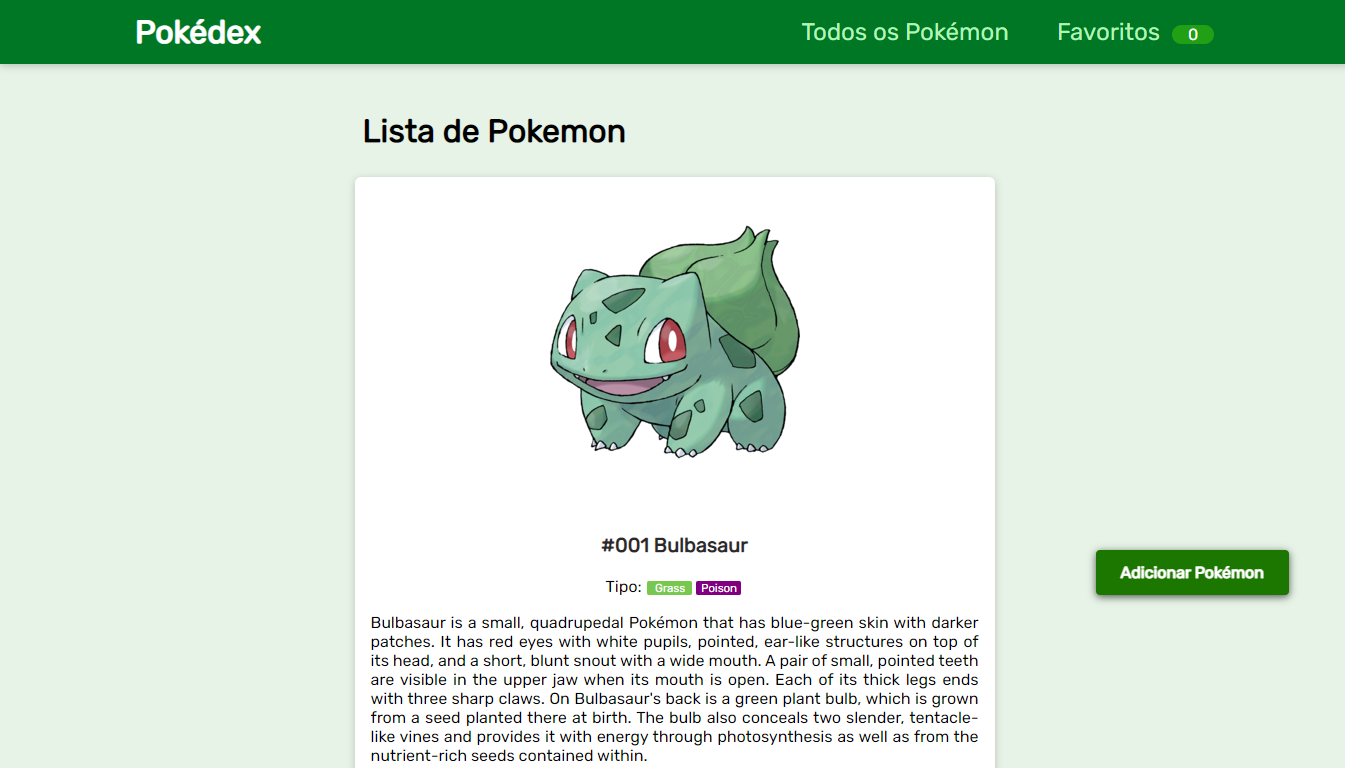 Pokédex
Todos os Pokémon
Favoritos 0
Lista de Pokemon
#001 Bulbasaur
Tipo: Grass Poison
Adicionar Pokémon
Bulbasaur is a small, quadrupedal Pokémon that has blue-green skin with darker
patches. It has red eyes with white pupils, pointed, ear-like structures on top of
its head, and a short, blunt snout with a wide mouth. A pair of small, pointed teeth
are visible in the upper jaw when its mouth is open. Each of its thick legs ends
with three sharp claws. On Bulbasaur's back is a green plant bulb, which is grown
from a seed planted there at birth. The bulb also conceals two slender, tentacle-
like vines and provides it with energy through photosynthesis as well as from the
nutrient-rich seeds contained within.